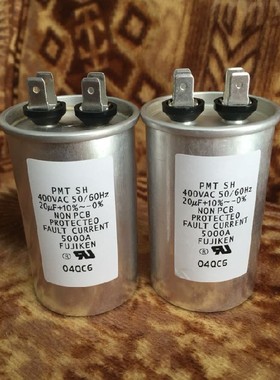 PMT SH
400VAC 50/60Hz
20µF+10%~-0%
NON PCB
PROTECTED
FAULT CURRENT
5000A
FUJIKEN
04QC6
PMT SH
400VAC 50/60Hz
20µF+10%~-0%
NON PCB
PROTECTED
FAULT CURRENT
5000A
FUJIKEN
04QC6